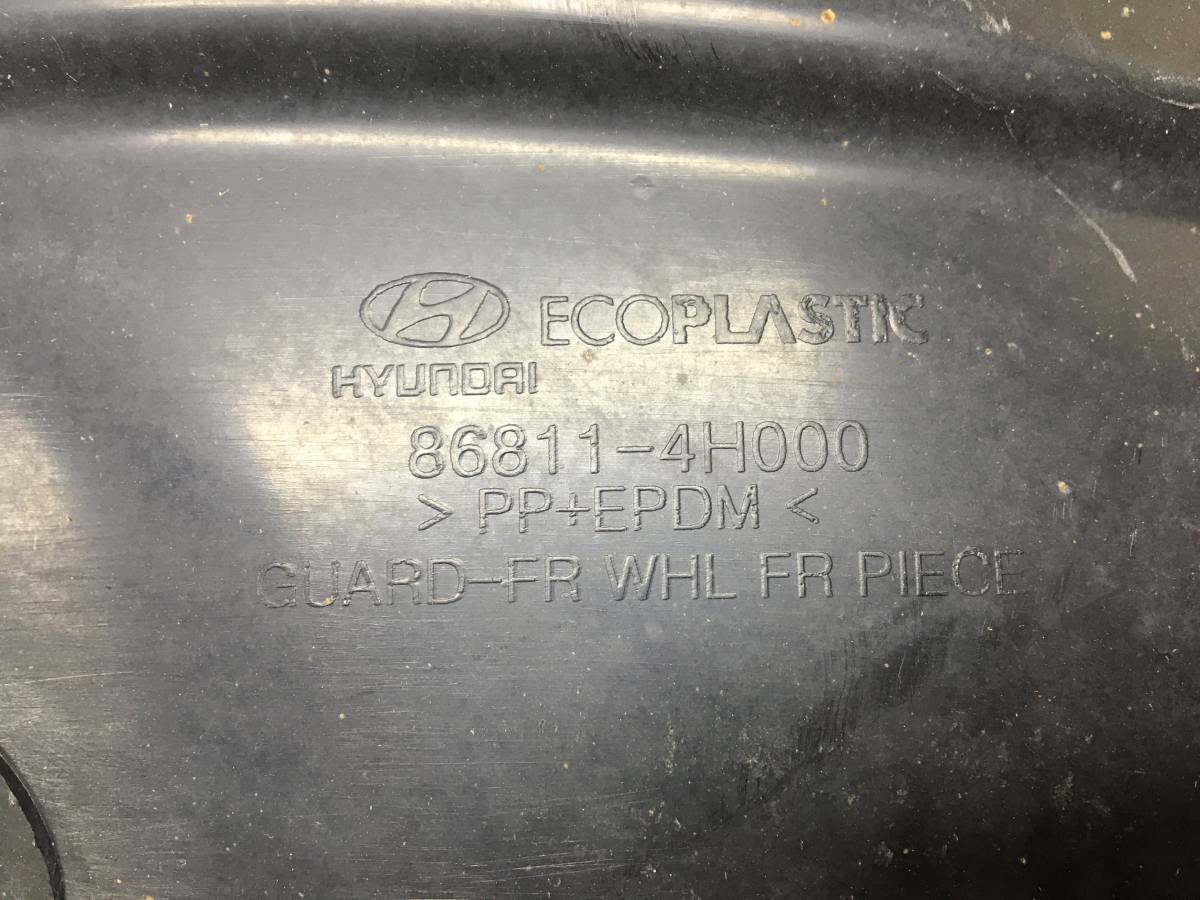 ECOPLASTIC
HYUNDAI
86811-4H000
> PP+EPDM <
GUARD-FR WHL FR PIECE